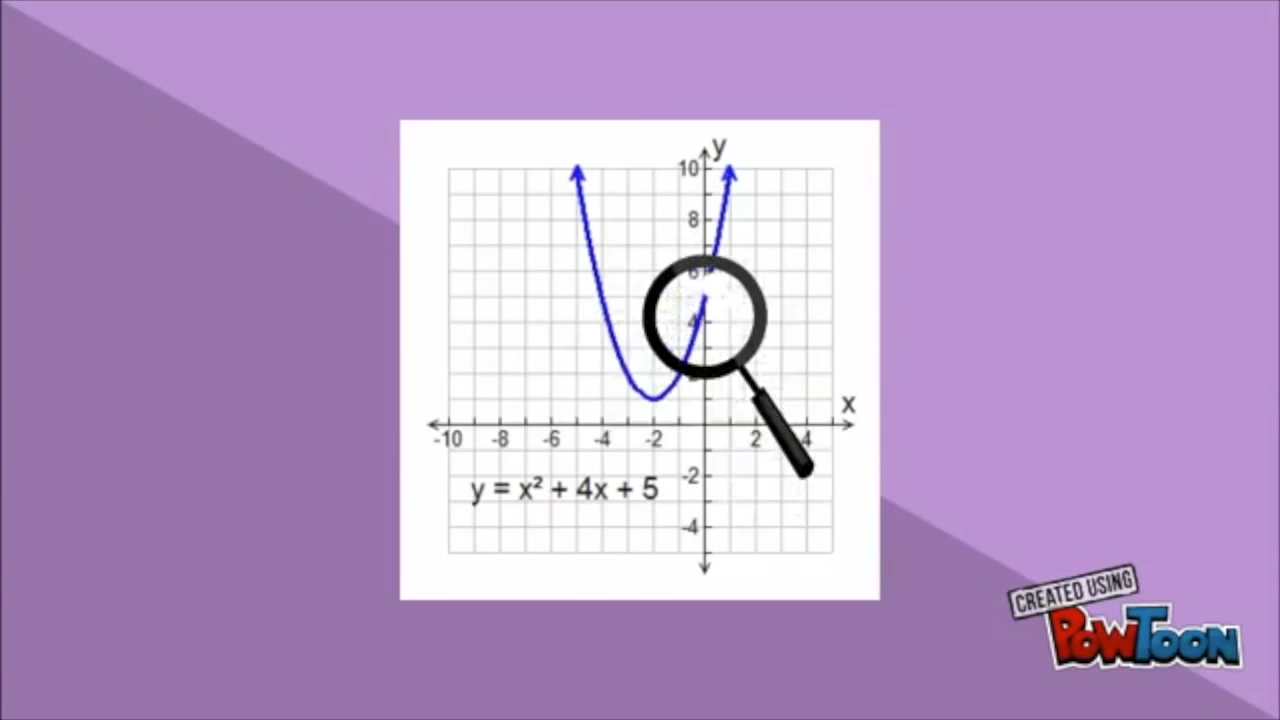 y
10
8
6
4
x
-10 -8 -6 -4 -2 2 4
-2
y = x² + 4x + 5
-4
CREATED USING
POWTOON